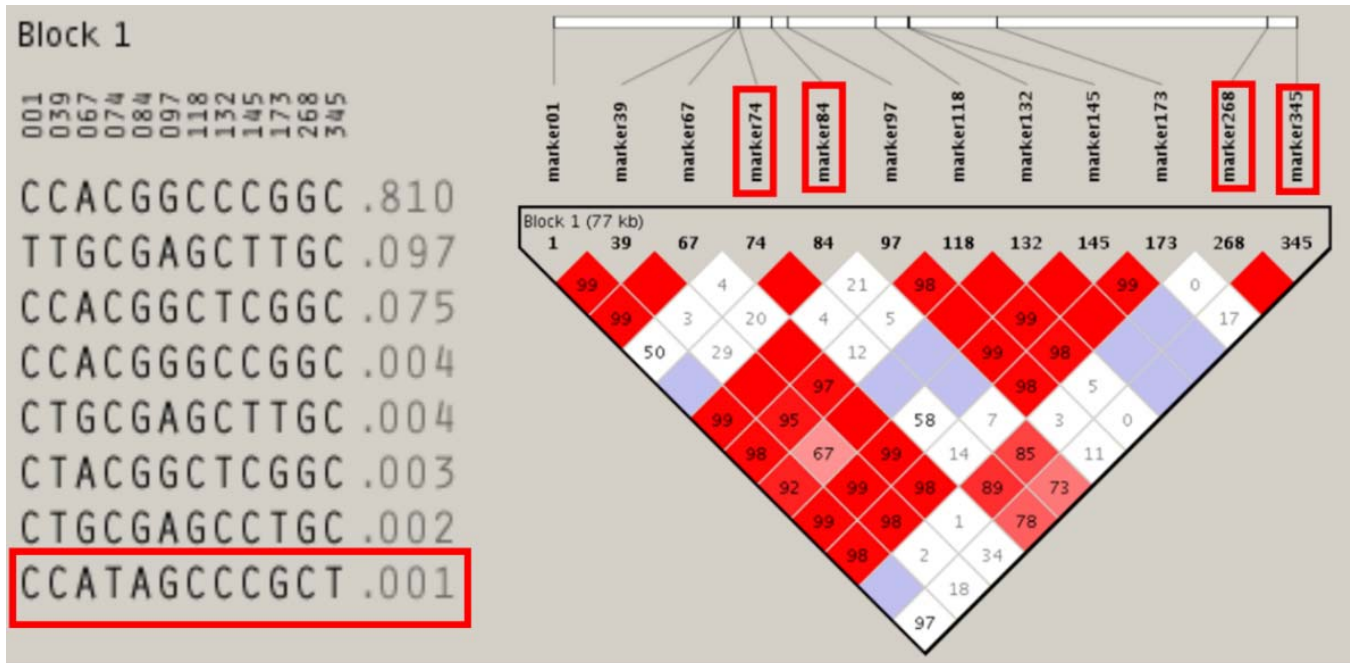 Block 1
001 039 067 074 084 097 118 132 145 173 268 345
CCACGGCCCGGC .810
TTGCGAGCTTGC .097
CCACGGCTCGGC .075
CCACGGGCCGGC .004
CTGCGAGCTTGC .004
CTACGGCTCGGC .003
CTGCGAGCCTGC .002
CCATAGCCCGCT .001
marker01 marker39 marker67 marker74 marker84 marker97 marker118 marker132 marker145 marker173 marker268 marker345
Block 1 (77 kb)
1 39 67 74 84 97 118 132 145 173 268 345
99 4 21 98 99 0
99 3 20 4 5 99 17
50 29 12 99 98
97 98 5
99 95 58 7 3 0
98 67 99 14 85 11
92 99 98 89 73
99 98 1 78
98 2 34
18
97